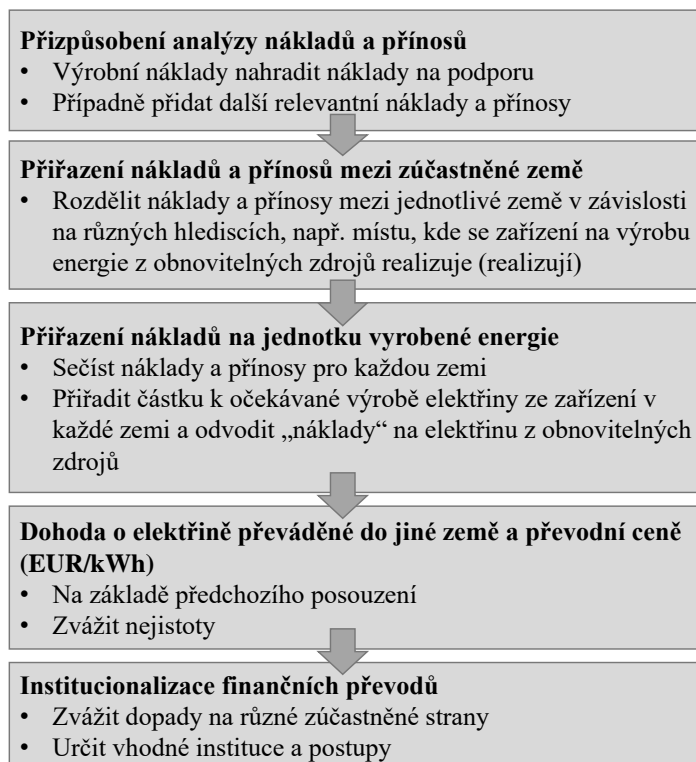 Přizpůsobení analýzy nákladů a přínosů
• Výrobní náklady nahradit náklady na podporu
• Případně přidat další relevantní náklady a přínosy
Přiřazení nákladů a přínosů mezi zúčastněné země
• Rozdělit náklady a přínosy mezi jednotlivé země v závislosti
na různých hlediscích, např. místu, kde se zařízení na výrobu
energie z obnovitelných zdrojů realizuje (realizují)
Přiřazení nákladů na jednotku vyrobené energie
• Sečíst náklady a přínosy pro každou zemi
• Přiřadit částku k očekávané výrobě elektřiny ze zařízení v
každé zemi a odvodit „náklady“ na elektřinu z obnovitelných
zdrojů
Dohoda o elektřině převáděné do jiné země a převodní ceně
(EUR/kWh)
• Na základě předchozího posouzení
• Zvážit nejistoty
Institucionalizace finančních převodů
• Zvážit dopady na různé zúčastněné strany
• Určit vhodné instituce a postupy